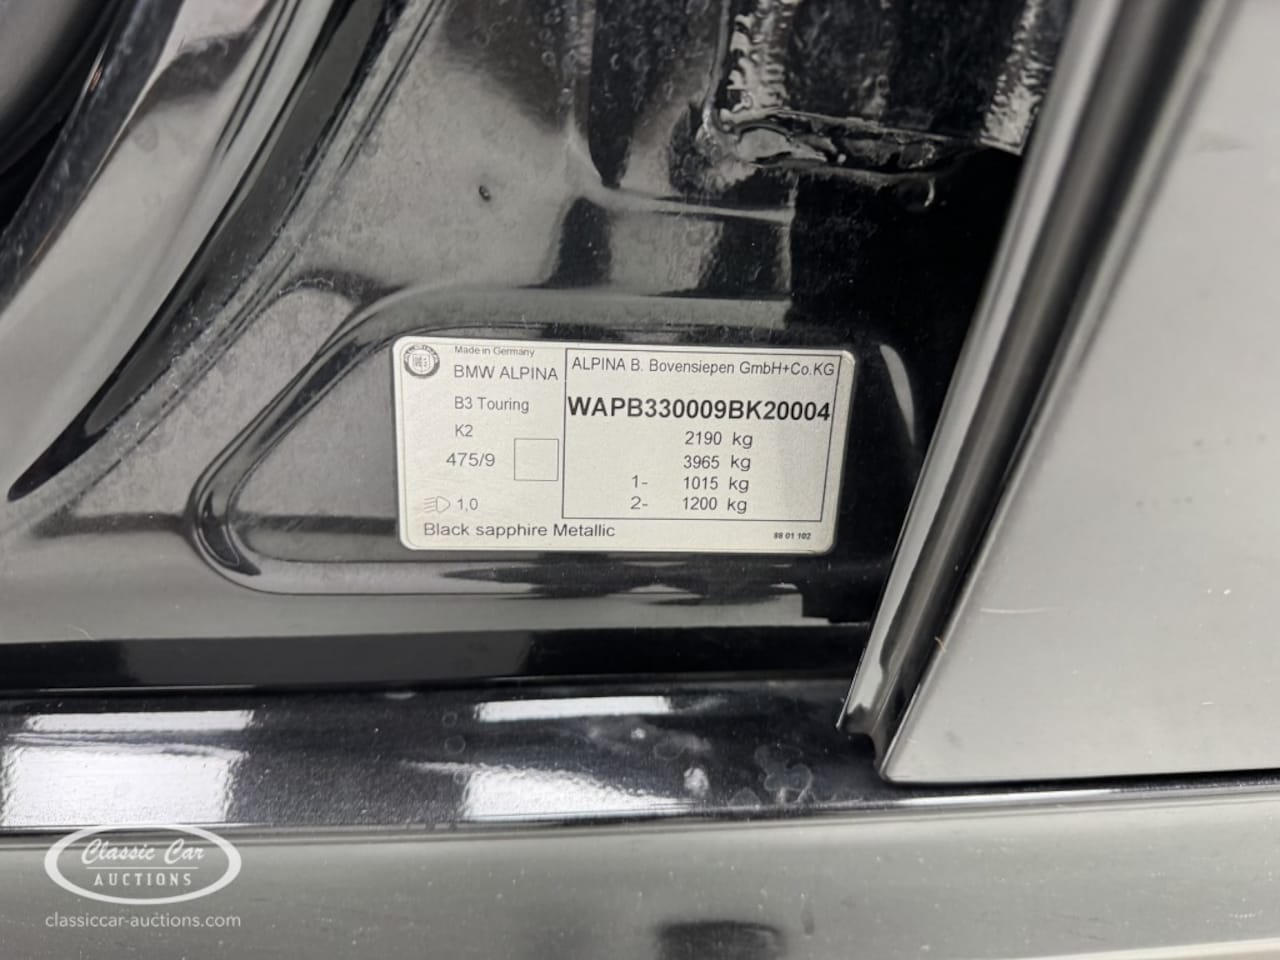 Made in Germany
BMW ALPINA
B3 Touring
K2
475/9
1,0
ALPINA B. Bovensiepen GmbH+Co.KG
WAPB330009BK20004
2190 kg
3965 kg
1- 1015 kg
2- 1200 kg
Black sapphire Metallic
88 01 102
Classic Car
AUCTIONS
classiccar-auctions.com